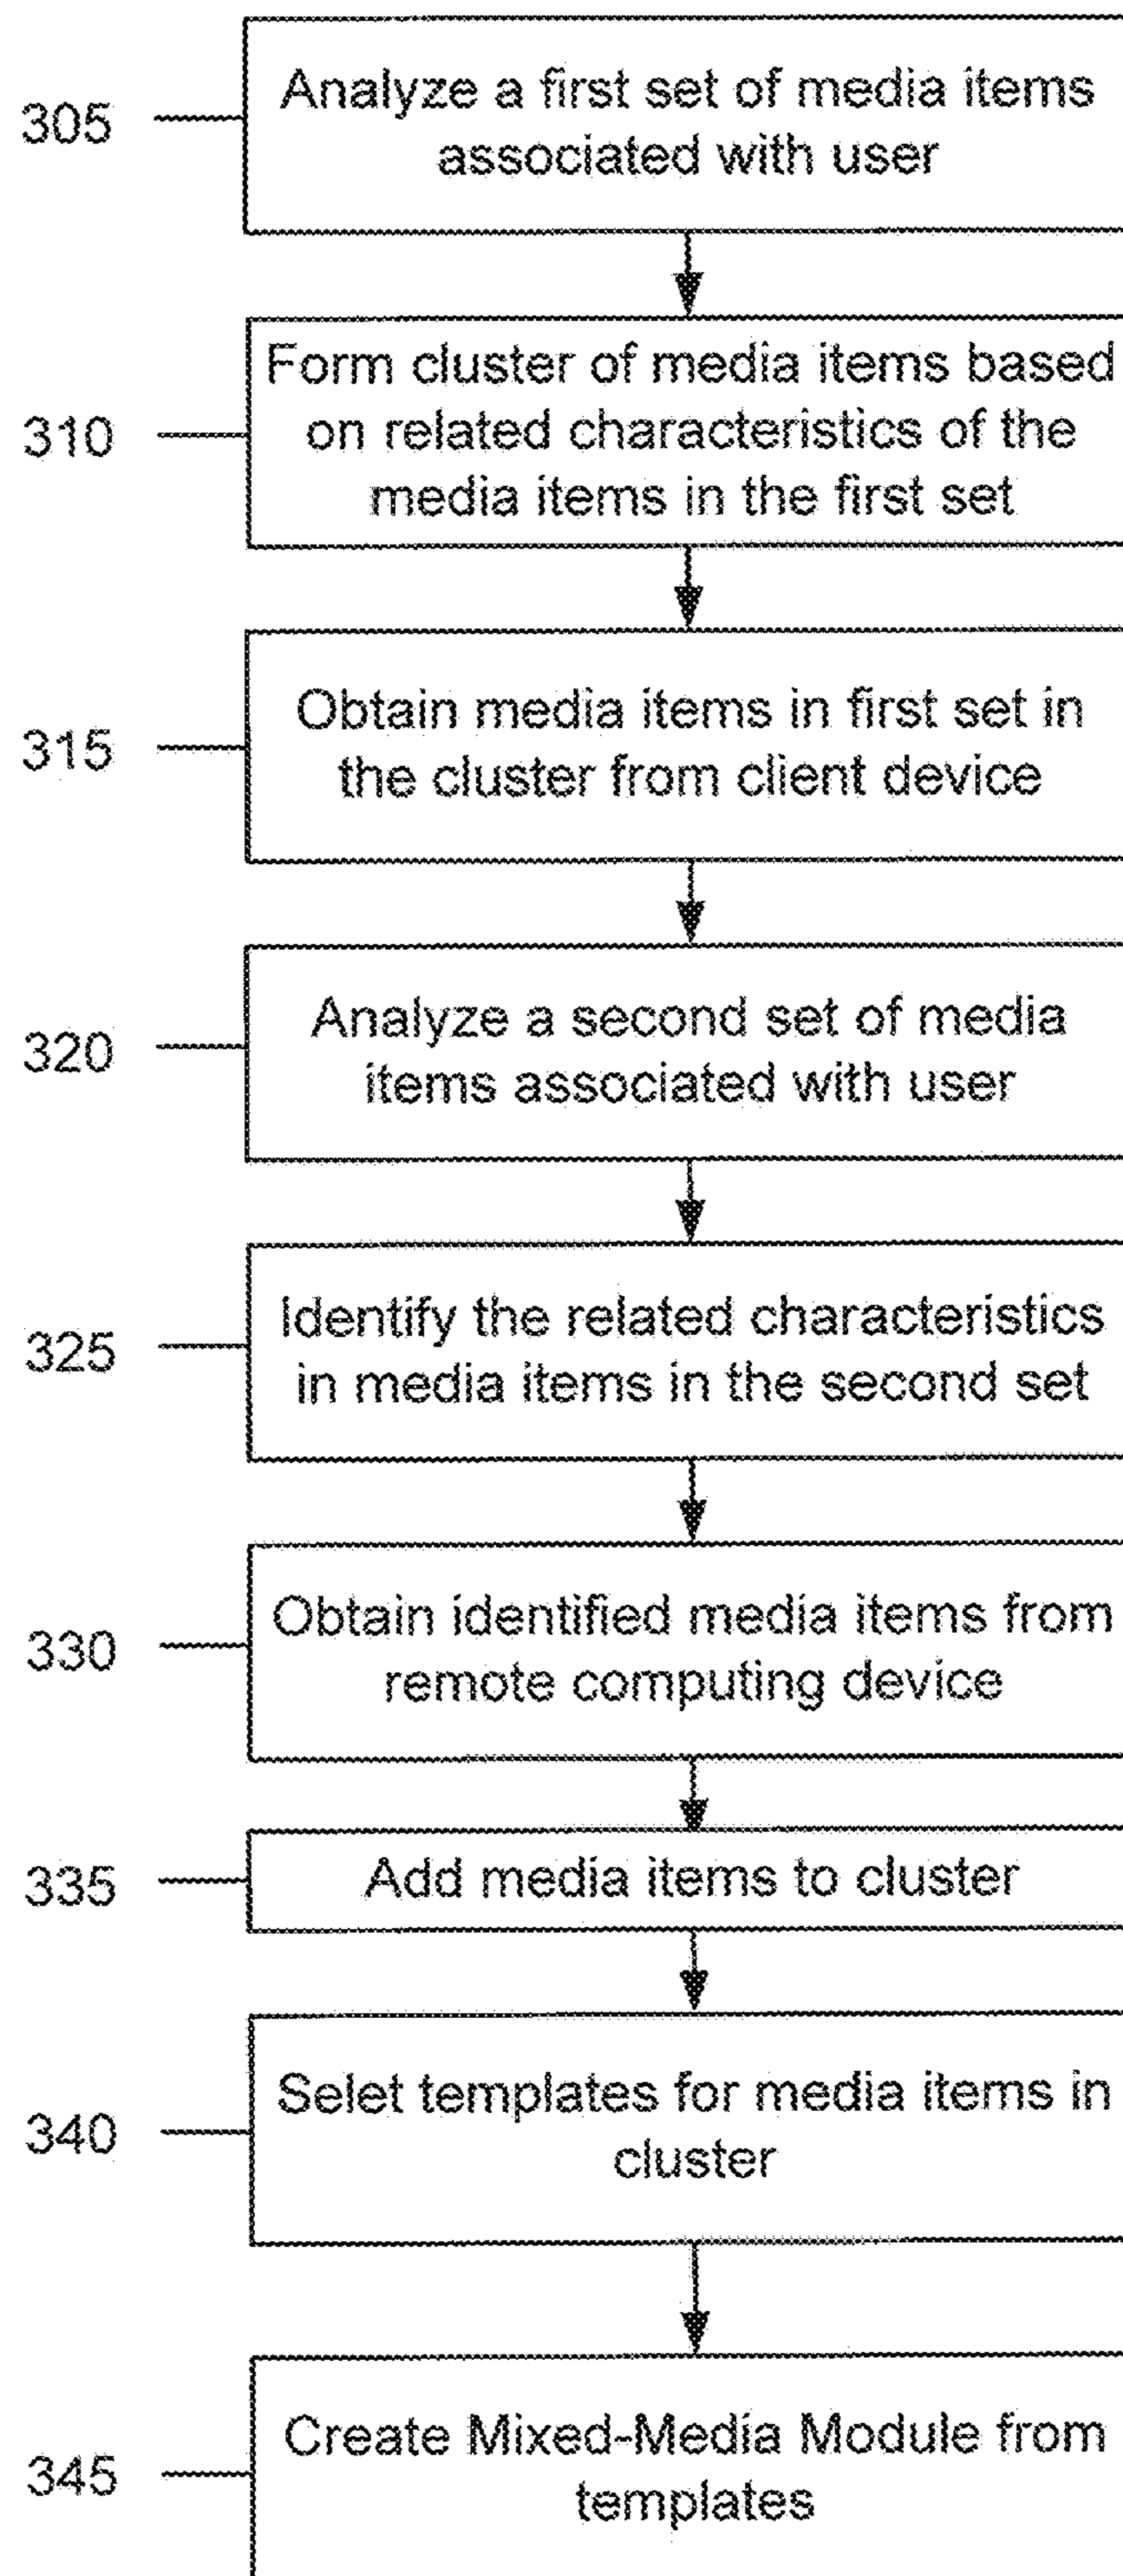 305
Analyze a first set of media items
associated with user
310
Form cluster of media items based
on related characteristics of the
media items in the first set
315
Obtain media items in first set in
the cluster from client device
320
Analyze a second set of media
items associated with user
325
Identify the related characteristics
in media items in the second set
330
Obtain identified media items from
remote computing device
335
Add media items to cluster
340
Selet templates for media items in
cluster
345
Create Mixed-Media Module from
templates